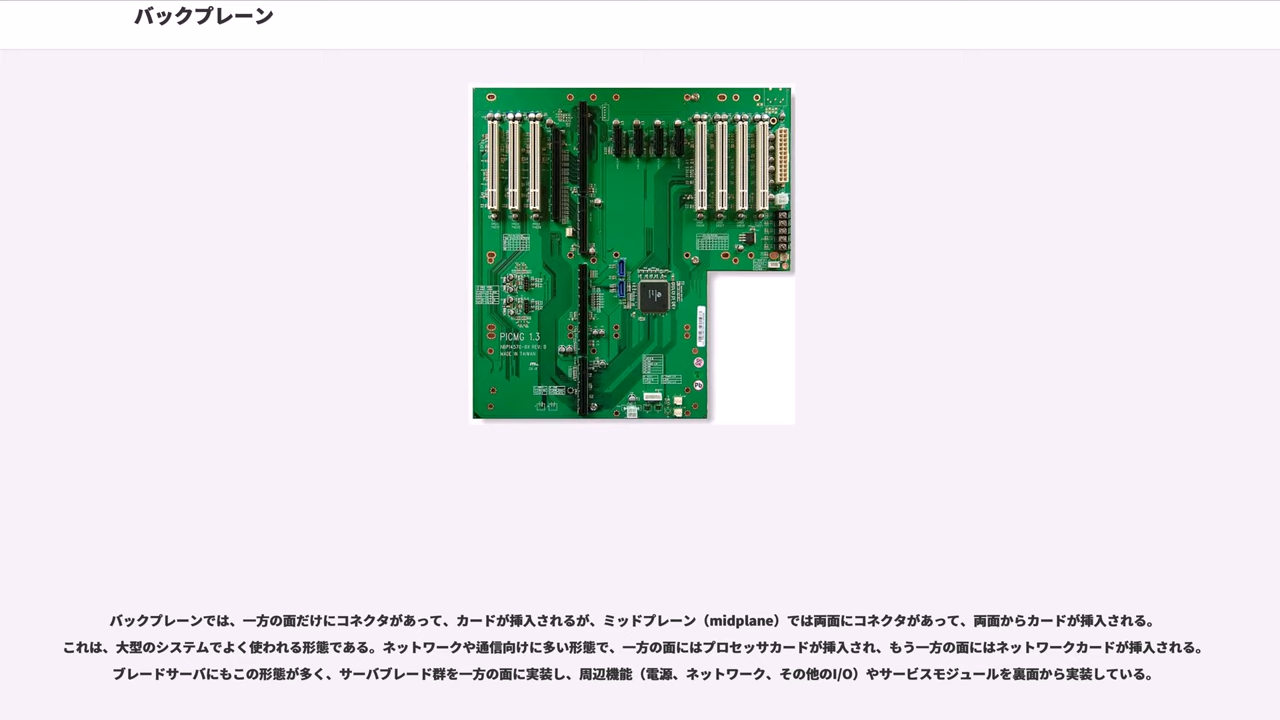 バックプレーン
PICMG 1.3
MADE IN TAIWAN
Pb
バックプレーンでは、一方の面だけにコネクタがあって、カードが挿入されるが、ミッドプレーン（midplane）では両面にコネクタがあって、両面からカードが挿入される。
これは、大型のシステムでよく使われる形態である。ネットワークや通信向けに多い形態で、一方の面にはプロセッサカードが挿入され、もう一方の面にはネットワークカードが挿入される。
ブレードサーバにもこの形態が多く、サーバブレード群を一方の面に実装し、周辺機能（電源、ネットワーク、その他のI/O）やサービスモジュールを裏面から実装している。